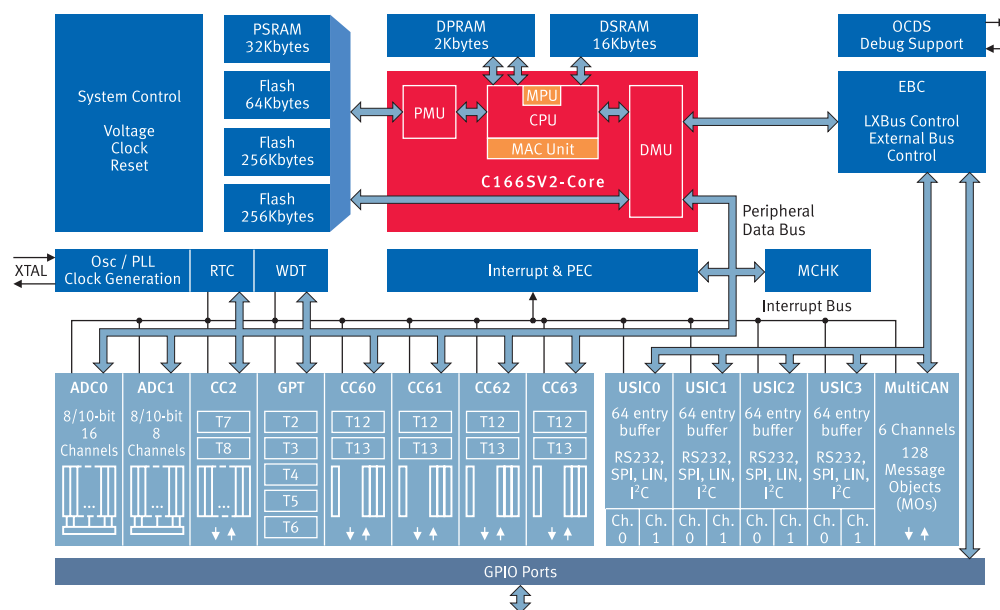 System Control
Voltage
Clock
Reset
PSRAM
32Kbytes
Flash
64Kbytes
Flash
256Kbytes
Flash
256Kbytes
DPRAM
2Kbytes
DSRAM
16Kbytes
OCDS
Debug Support
PMU
MPU
CPU
MAC Unit
DMU
C166SV2-Core
EBC
LXBus Control
External Bus
Control
Peripheral
Data Bus
XTAL
Osc / PLL
Clock Generation
RTC
WDT
Interrupt & PEC
MCHK
Interrupt Bus
ADC0
8/10-bit
16
Channels
...
ADC1
8/10-bit
8
Channels
...
CC2
T7
T8
...
GPT
T2
T3
T4
T5
T6
CC60
T12
T13
CC61
T12
T13
CC62
T12
T13
CC63
T12
T13
USIC0
64 entry
buffer
RS232,
SPI, LIN,
I²C
Ch.
0
Ch.
1
USIC1
64 entry
buffer
RS232,
SPI, LIN,
I²C
Ch.
0
Ch.
1
USIC2
64 entry
buffer
RS232,
SPI, LIN,
I²C
Ch.
0
Ch.
1
USIC3
64 entry
buffer
RS232,
SPI, LIN,
I²C
Ch.
0
Ch.
1
MultiCAN
6 Channels
128
Message
Objects
(MOs)
GPIO Ports